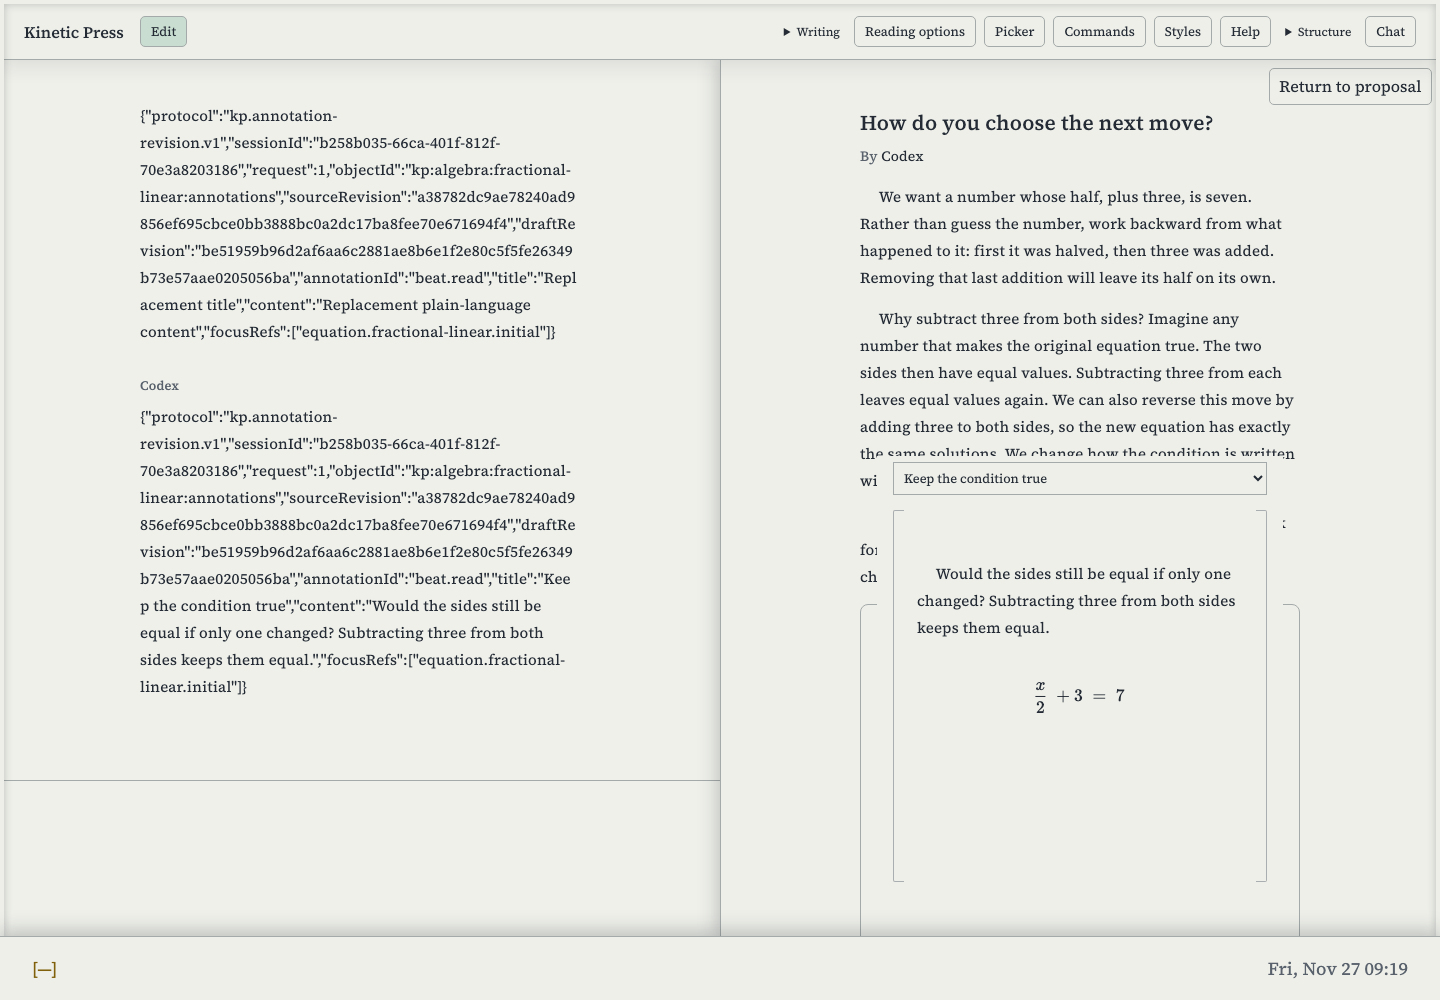 Kinetic Press
Edit
Writing
Reading options
Picker
Commands
Styles
Help
Structure
Chat
{"protocol":"kp.annotation-
revision.v1","sessionId":"b258b035-66ca-401f-812f-
70e3a8203186","request":1,"objectId":"kp:algebra:fractional-
linear:annotations","sourceRevision":"a38782dc9ae78240ad9
856ef695cbce0bb3888bc0a2dc17ba8fee70e671694f4","draftRe
vision":"be51959b96d2af6aa6c2881ae8b6e1f2e80c5f5fe26349
b73e57aae0205056ba","annotationId":"beat.read","title":"Repl
acement title","content":"Replacement plain-language
content","focusRefs":["equation.fractional-linear.initial"]}
Codex
{"protocol":"kp.annotation-
revision.v1","sessionId":"b258b035-66ca-401f-812f-
70e3a8203186","request":1,"objectId":"kp:algebra:fractional-
linear:annotations","sourceRevision":"a38782dc9ae78240ad9
856ef695cbce0bb3888bc0a2dc17ba8fee70e671694f4","draftRe
vision":"be51959b96d2af6aa6c2881ae8b6e1f2e80c5f5fe26349
b73e57aae0205056ba","annotationId":"beat.read","title":"Kee
p the condition true","content":"Would the sides still be
equal if only one changed? Subtracting three from both
sides keeps them equal.","focusRefs":["equation.fractional-
linear.initial"]}
Return to proposal
How do you choose the next move?
By Codex
We want a number whose half, plus three, is seven.
Rather than guess the number, work backward from what
happened to it: first it was halved, then three was added.
Removing that last addition will leave its half on its own.
Why subtract three from both sides? Imagine any
number that makes the original equation true. The two
sides then have equal values. Subtracting three from each
leaves equal values again. We can also reverse this move by
adding three to both sides, so the new equation has exactly
the same solutions. We change how the condition is written
Keep the condition true
Would the sides still be equal if only one
changed? Subtracting three from both sides
keeps them equal.
x/2 + 3 = 7
[—]
Fri, Nov 27 09:19